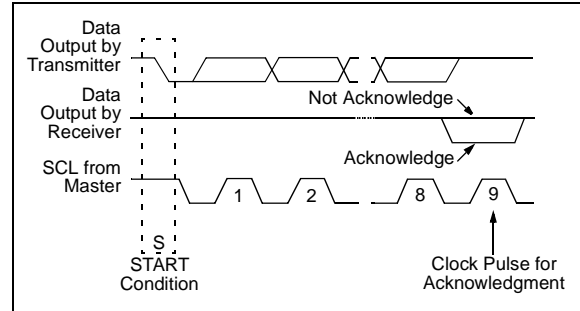 Data
Output by
Transmitter
Data
Output by
Receiver
Not Acknowledge
Acknowledge
SCL from
Master
1
2
8
9
S
START
Condition
Clock Pulse for
Acknowledgment